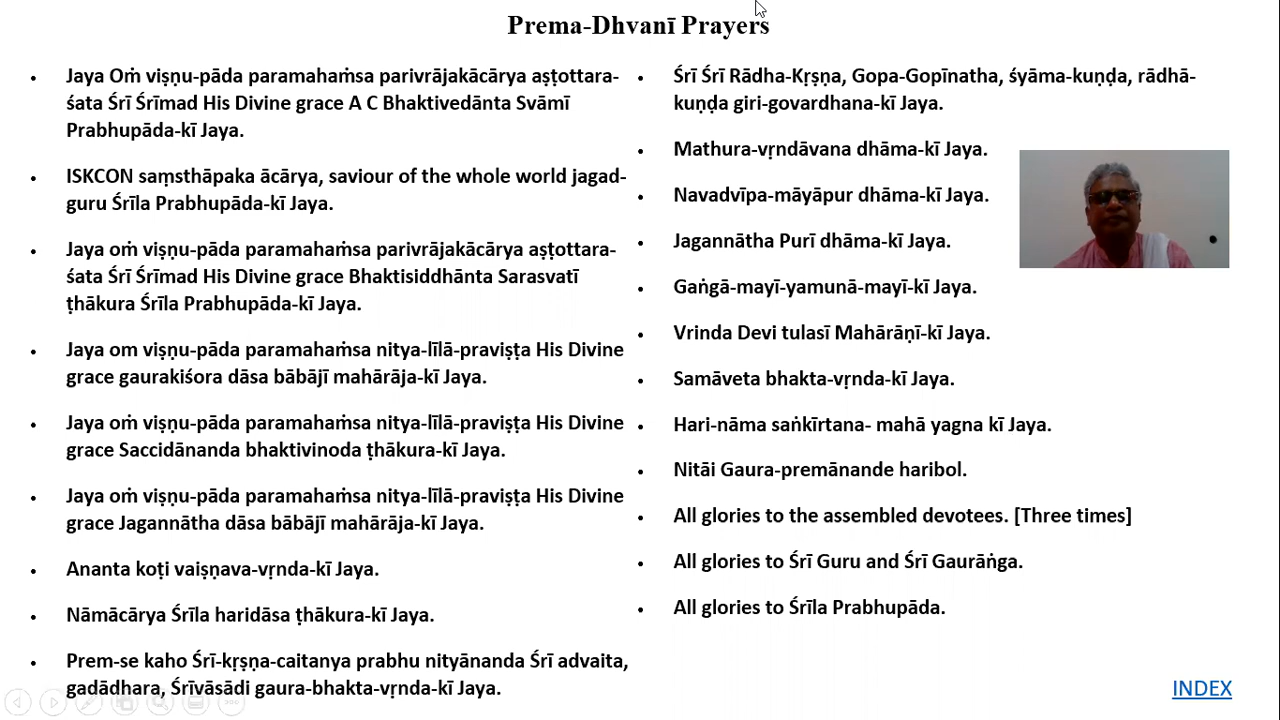 Prema-Dhvanī Prayers
Jaya Oṁ viṣṇu-pāda paramahaṁsa parivrājakācārya aṣṭottara-
śata Śrī Śrīmad His Divine grace A C Bhaktivedānta Svāmī
Prabhupāda-kī Jaya.
ISKCON saṃsthāpaka ācārya, saviour of the whole world jagad-
guru Śrīla Prabhupāda-kī Jaya.
Jaya oṁ viṣṇu-pāda paramahaṁsa parivrājakācārya aṣṭottara-
śata Śrī Śrīmad His Divine grace Bhaktisiddhānta Sarasvatī
ṭhākura Śrīla Prabhupāda-kī Jaya.
Jaya om viṣṇu-pāda paramahaṁsa nitya-līlā-praviṣṭa His Divine
grace gaurakiśora dāsa bābājī mahārāja-kī Jaya.
Jaya oṁ viṣṇu-pāda paramahaṁsa nitya-līlā-praviṣṭa His Divine
grace Saccidānanda bhaktivinoda ṭhākura-kī Jaya.
Jaya oṁ viṣṇu-pāda paramahaṁsa nitya-līlā-praviṣṭa His Divine
grace Jagannātha dāsa bābājī mahārāja-kī Jaya.
Ananta koṭi vaiṣṇava-vṛnda-kī Jaya.
Nāmācārya Śrīla haridāsa ṭhākura-kī Jaya.
Prem-se kaho Śrī-kṛṣṇa-caitanya prabhu nityānanda Śrī advaita,
gadādhara, Śrīvāsādi gaura-bhakta-vṛnda-kī Jaya.
Śrī Śrī Rādha-Kṛṣṇa, Gopa-Gopīnatha, śyāma-kuṇḍa, rādhā-
kuṇḍa giri-govardhana-kī Jaya.
Mathura-vṛndāvana dhāma-kī Jaya.
Navadvīpa-māyāpur dhāma-kī Jaya.
Jagannātha Purī dhāma-kī Jaya.
Gaṅgā-mayī-yamunā-mayī-kī Jaya.
Vrinda Devi tulasī Mahārāṇī-kī Jaya.
Samāveta bhakta-vṛnda-kī Jaya.
Hari-nāma saṅkīrtana- mahā yagna kī Jaya.
Nitāi Gaura-premānande haribol.
All glories to the assembled devotees. [Three times]
All glories to Śrī Guru and Śrī Gaurāṅga.
All glories to Śrīla Prabhupāda.
INDEX